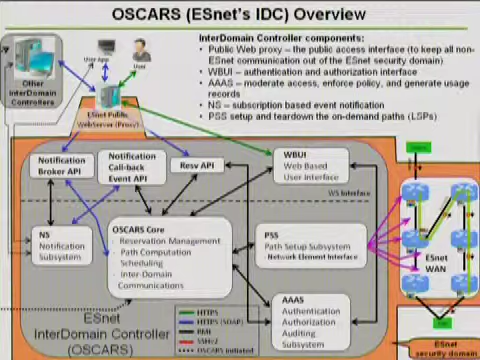 OSCARS (ESnet's IDC) Overview
InterDomain Controller components:
• Public Web proxy – the public access interface (to keep all non-
ESnet communication out of the ESnet security domain)
• WBUI – authentication and authorization interface
• AAAS – moderate access, enforce policy, and generate usage
records
• NS – subscription based event notification
• PSS setup and teardown the on-demand paths (LSPs)
User App
User
Other
InterDomain
Controllers
ESnet Public
WebServer (Proxy)
Notification
Broker API
Notification
Call-back
Event API
Resv API
WBUI
Web Based
User Interface
WS Interface
NS
Notification
Subsystem
OSCARS Core
- Reservation Management
- Path Computation
Scheduling
- Inter-Domain
Communications
PSS
Path Setup Subsystem
- Network Element Interface
ESnet
WAN
AAAS
Authentication
Authorization
Auditing
Subsystem
ESnet
InterDomain Controller
(OSCARS)
HTTPS
HTTPS (SOAP)
RMI
SSHv2
OSCARS initiated
ESnet
security domain